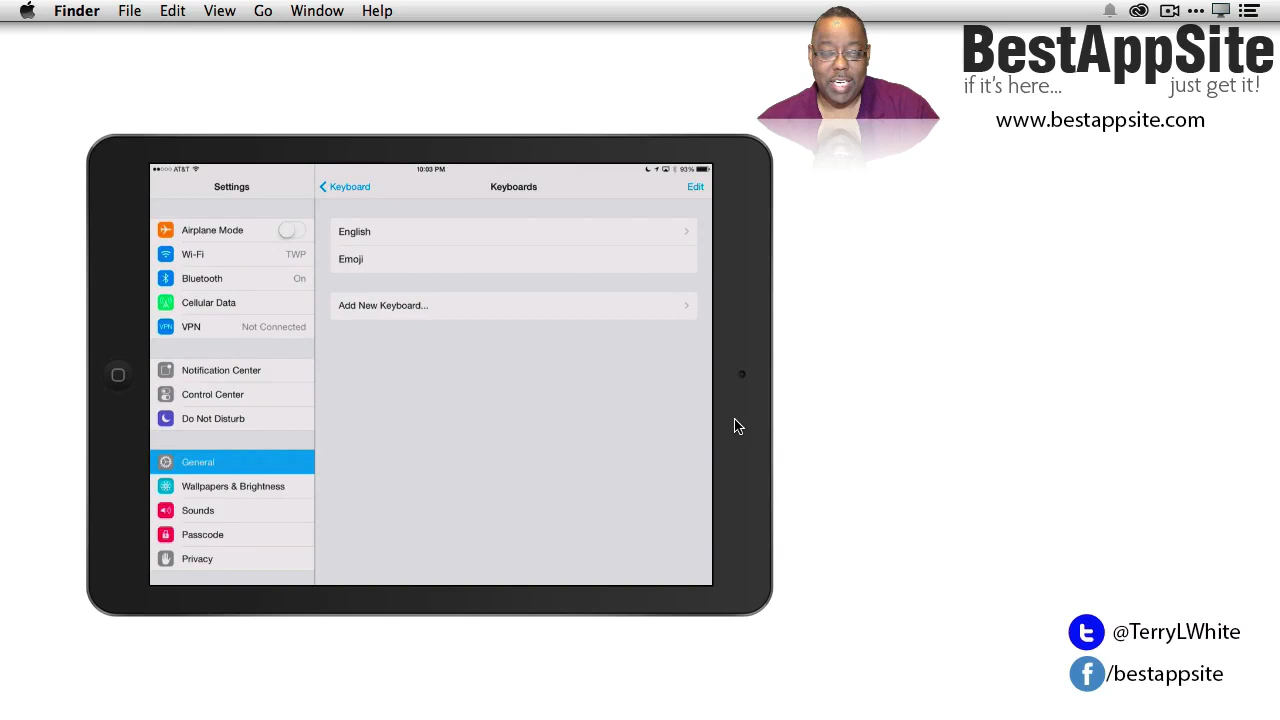 Finder File Edit View Go Window Help
BestAppSite
if it's here... just get it!
www.bestappsite.com
AT&T 10:03 PM 93%
Settings
Keyboard Keyboards Edit
Airplane Mode
Wi-Fi TWP
Bluetooth On
Cellular Data
VPN VPN Not Connected
Notification Center
Control Center
Do Not Disturb
General
Wallpapers & Brightness
Sounds
Passcode
Privacy
English
Emoji
Add New Keyboard...
@TerryLWhite
/bestappsite